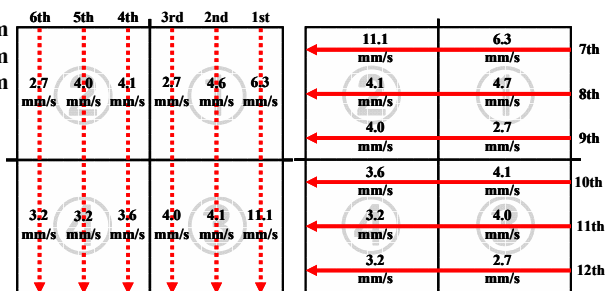 6th 5th 4th 3rd 2nd 1st
m
m
m
2.7 4.0 4.1 2.7 4.6 6.3
mm/s mm/s mm/s mm/s mm/s mm/s
3.2 3.2 3.6 4.0 4.1 11.1
mm/s mm/s mm/s mm/s mm/s mm/s
11.1 6.3 7th
mm/s mm/s
4.1 4.7 8th
mm/s mm/s
4.0 2.7 9th
mm/s mm/s
3.6 4.1 10th
mm/s mm/s
3.2 4.0 11th
mm/s mm/s
3.2 2.7 12th
mm/s mm/s